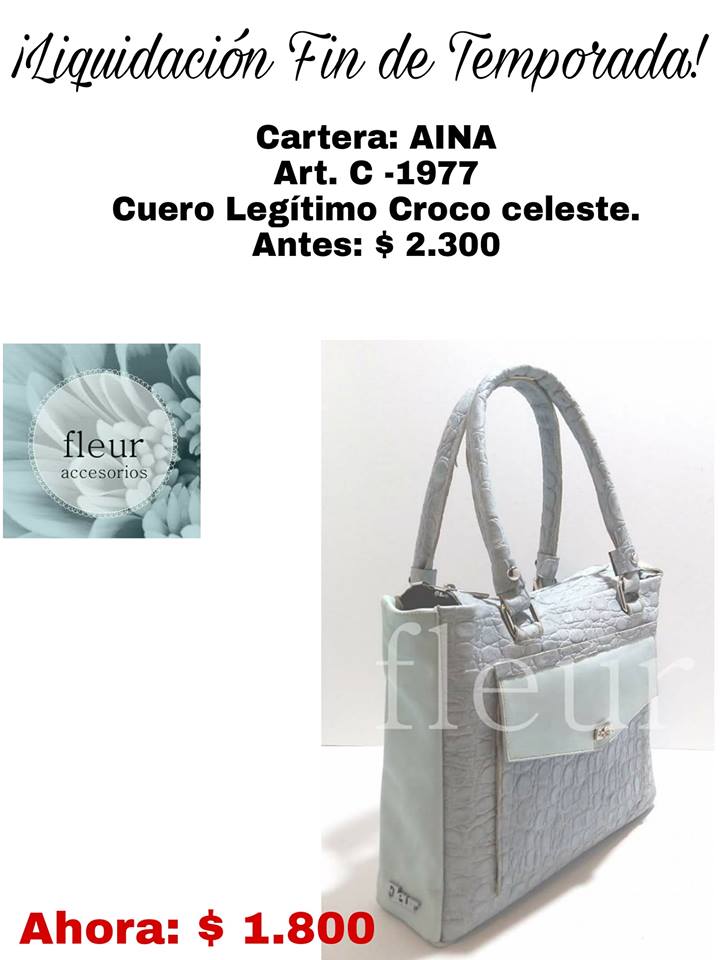 ¡Liquidación Fin de Temporada!
Cartera: AINA
Art. C -1977
Cuero Legítimo Croco celeste.
Antes: $ 2.300
fleur
accesorios
fleur
fleur
Ahora: $ 1.800